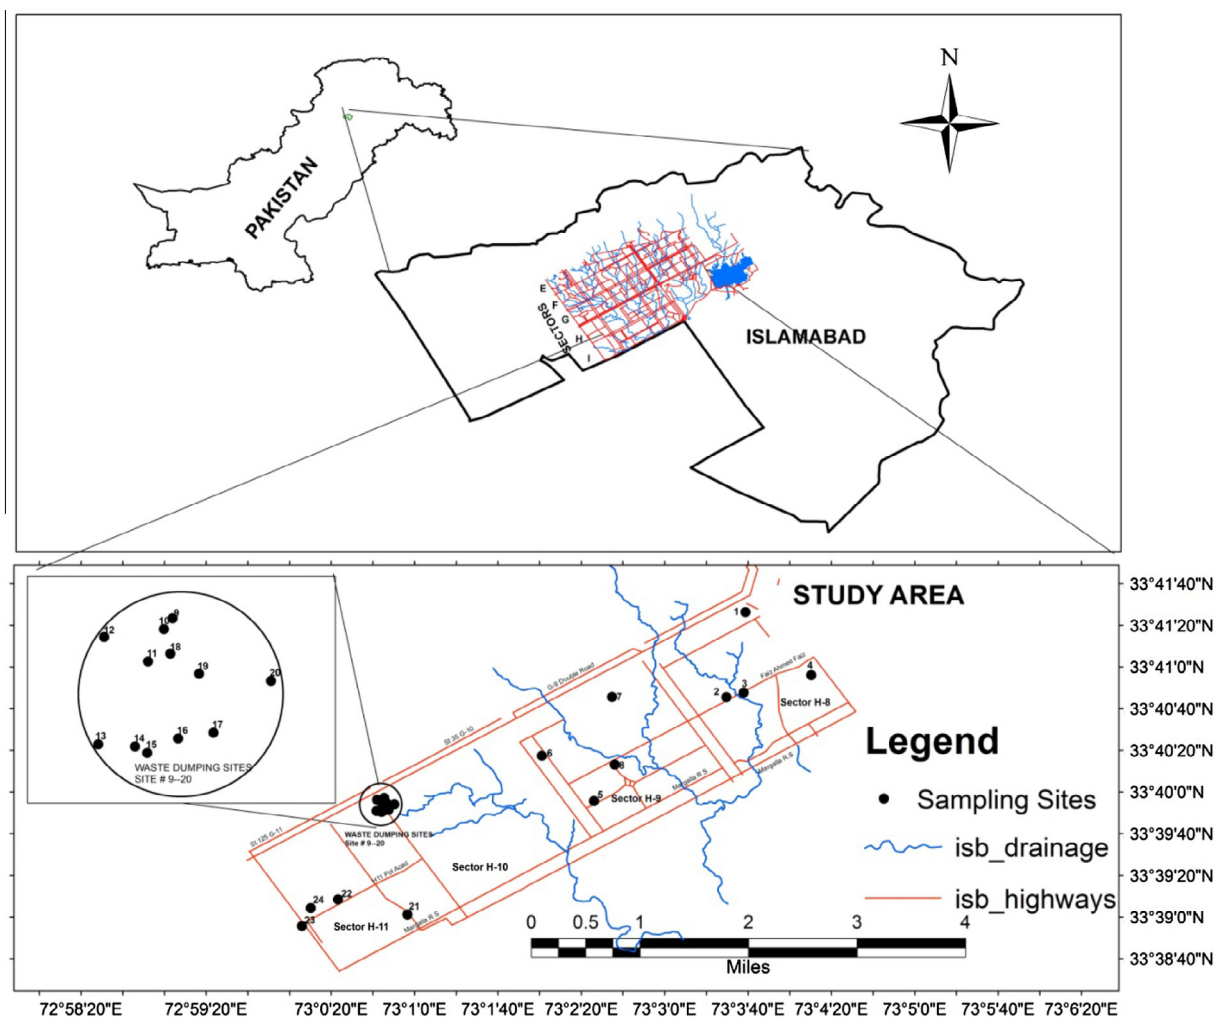 N
PAKISTAN
E
F
G
H
I
SECTORS
ISLAMABAD
STUDY AREA
33°41'40"N
33°41'20"N
33°41'0"N
33°40'40"N
33°40'20"N
33°40'0"N
33°39'40"N
33°39'20"N
33°39'0"N
33°38'40"N
9
10
12
11
18
19
20
13
14
15
16
17
WASTE DUMPING SITES
SITE # 9--20
1
G-9 Double Road
Faiz Ahmed Faiz
4
2
3
7
Sector H-8
St 35 G-10
6
8
Margalla R S
Margalla R.S
5
Sector H-9
St 125 G-11
WASTE DUMPING SITES
Site # 9--20
Sector H-10
H11 Pol Acad
24
22
21
23
Sector H-11
Margalla R S
Legend
Sampling Sites
isb_drainage
isb_highways
0 0.5 1 2 3 4
Miles
72°58'20"E 72°59'20"E 73°0'20"E 73°1'0"E 73°1'40"E 73°2'20"E 73°3'0"E 73°3'40"E 73°4'20"E 73°5'0"E 73°5'40"E 73°6'20"E